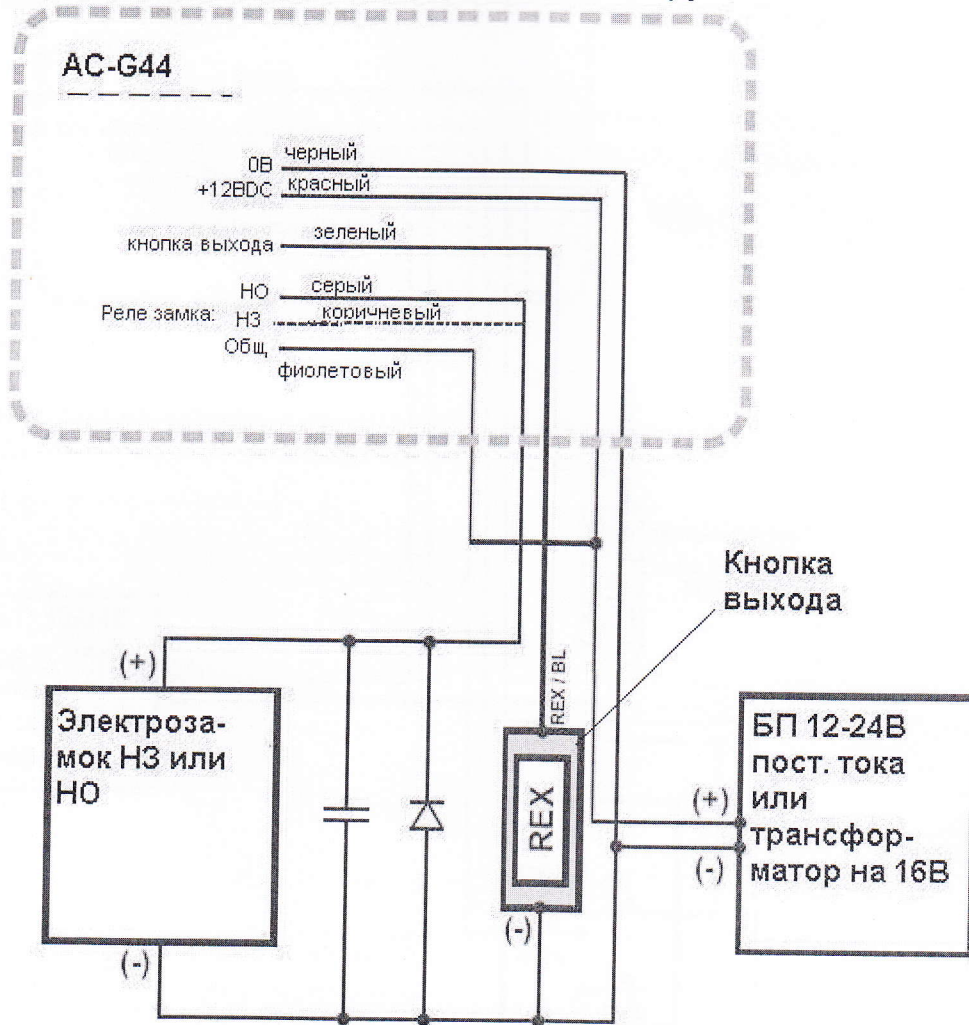 AC-G44
0В черный
+12ВDC красный
кнопка выхода зеленый
НО серый
Реле замка: НЗ коричневый
Общ, фиолетовый
Кнопка
выхода
REX / BL
(+)
Электроза-
мок НЗ или
НО
(-)
REX
(-)
(+)
(-)
БП 12-24В
пост. тока
или
трансфор-
матор на 16В